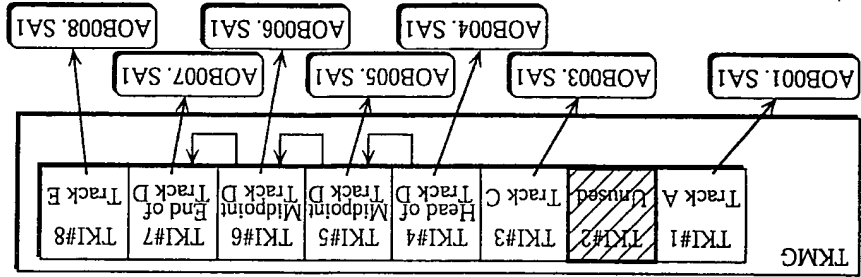 TKMG
TKI#1 Track A
TKI#2 Unused
TKI#3 Track C
TKI#4 Head of Track D
TKI#5 Midpoint Track D
TKI#6 Midpoint Track D
TKI#7 End of Track D
TKI#8 Track E
AOB001. SA1
AOB003. SA1
AOB004. SA1
AOB005. SA1
AOB006. SA1
AOB007. SA1
AOB008. SA1